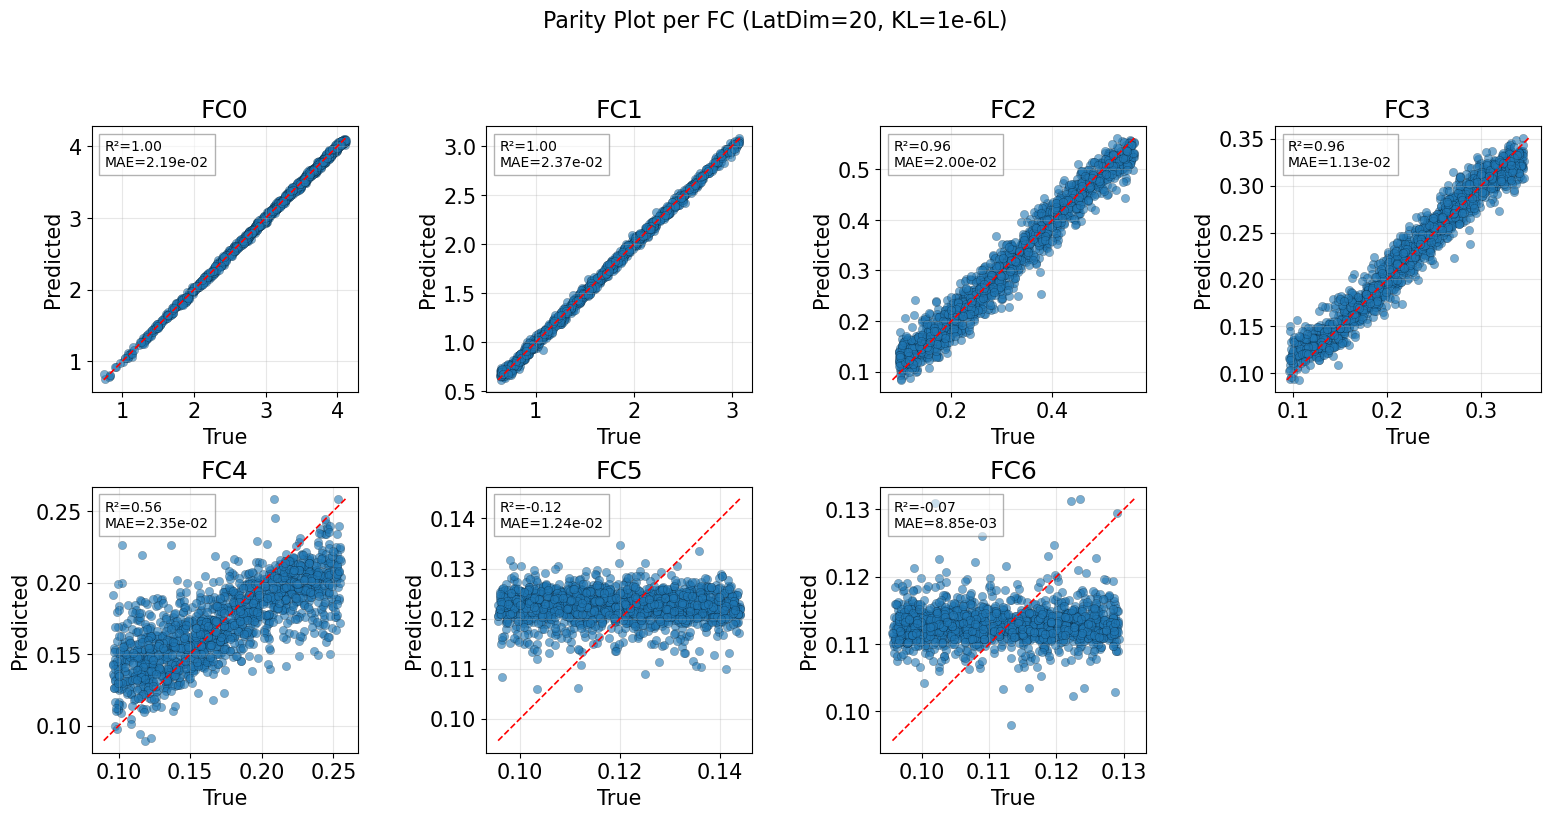 Parity Plot per FC (LatDim=20, KL=1e-6L)
FC0
R²=1.00
MAE=2.19e-02
Predicted
4
3
2
1
1 2 3 4
True
FC1
R²=1.00
MAE=2.37e-02
Predicted
3.0
2.5
2.0
1.5
1.0
0.5
1 2 3
True
FC2
R²=0.96
MAE=2.00e-02
Predicted
0.5
0.4
0.3
0.2
0.1
0.2 0.4
True
FC3
R²=0.96
MAE=1.13e-02
Predicted
0.35
0.30
0.25
0.20
0.15
0.10
0.1 0.2 0.3
True
FC4
R²=0.56
MAE=2.35e-02
Predicted
0.25
0.20
0.15
0.10
0.10 0.15 0.20 0.25
True
FC5
R²=-0.12
MAE=1.24e-02
Predicted
0.14
0.13
0.12
0.11
0.10
0.10 0.12 0.14
True
FC6
R²=-0.07
MAE=8.85e-03
Predicted
0.13
0.12
0.11
0.10
0.10 0.11 0.12 0.13
True